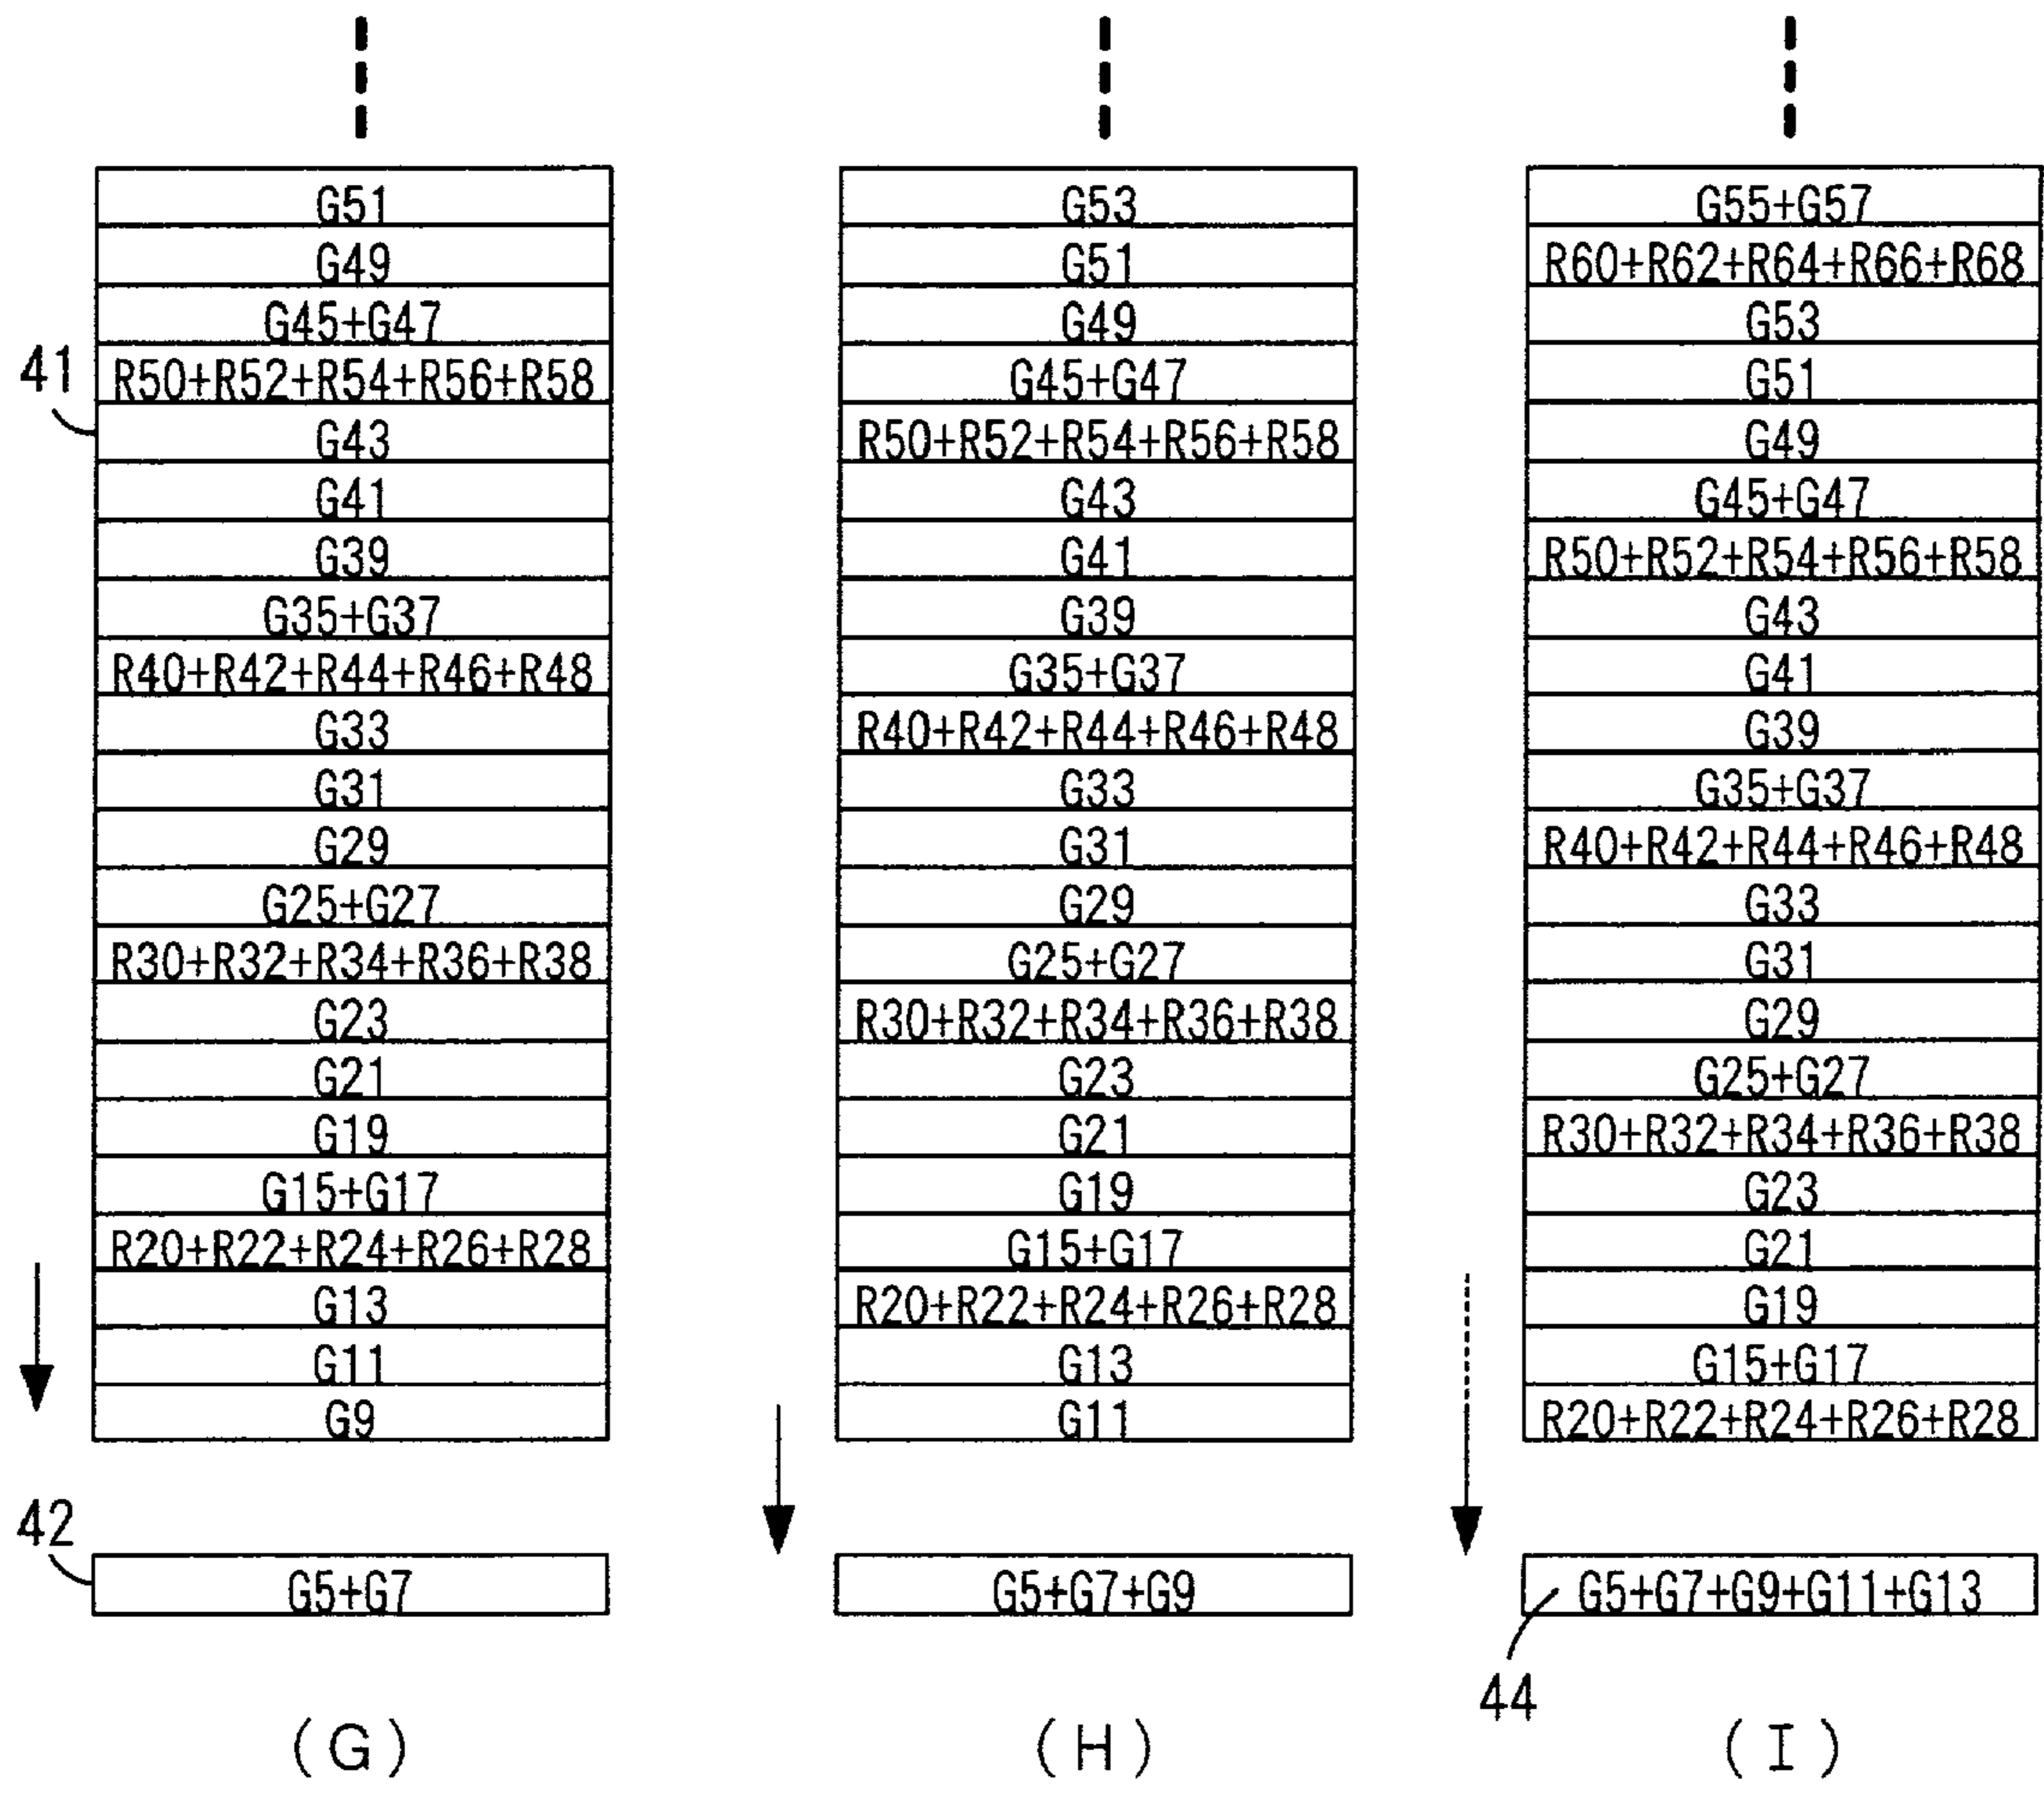 G51
G49
G45+G47
R50+R52+R54+R56+R58
G43
G41
G39
G35+G37
R40+R42+R44+R46+R48
G33
G31
G29
G25+G27
R30+R32+R34+R36+R38
G23
G21
G19
G15+G17
R20+R22+R24+R26+R28
G13
G11
G9
41
42
G5+G7
(G)
G53
G51
G49
G45+G47
R50+R52+R54+R56+R58
G43
G41
G39
G35+G37
R40+R42+R44+R46+R48
G33
G31
G29
G25+G27
R30+R32+R34+R36+R38
G23
G21
G19
G15+G17
R20+R22+R24+R26+R28
G13
G11
G5+G7+G9
(H)
G55+G57
R60+R62+R64+R66+R68
G53
G51
G49
G45+G47
R50+R52+R54+R56+R58
G43
G41
G39
G35+G37
R40+R42+R44+R46+R48
G33
G31
G29
G25+G27
R30+R32+R34+R36+R38
G23
G21
G19
G15+G17
R20+R22+R24+R26+R28
G5+G7+G9+G11+G13
44
(I)